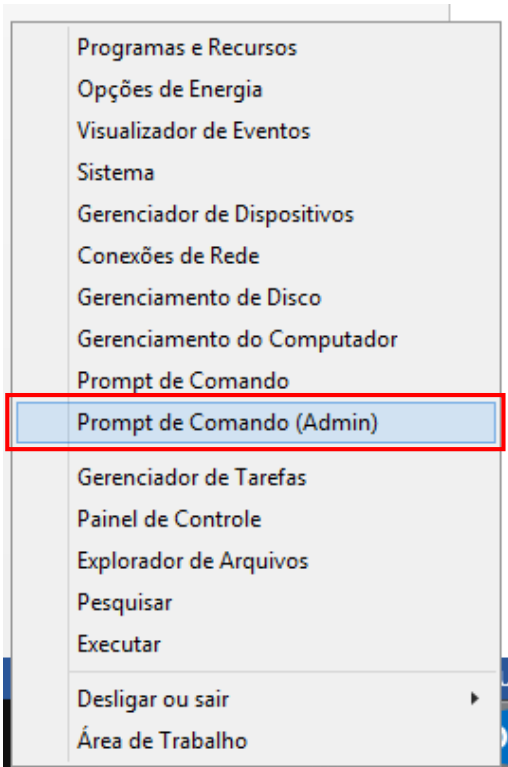 Programas e Recursos
Opções de Energia
Visualizador de Eventos
Sistema
Gerenciador de Dispositivos
Conexões de Rede
Gerenciamento de Disco
Gerenciamento do Computador
Prompt de Comando
Prompt de Comando (Admin)
Gerenciador de Tarefas
Painel de Controle
Explorador de Arquivos
Pesquisar
Executar
Desligar ou sair
Área de Trabalho